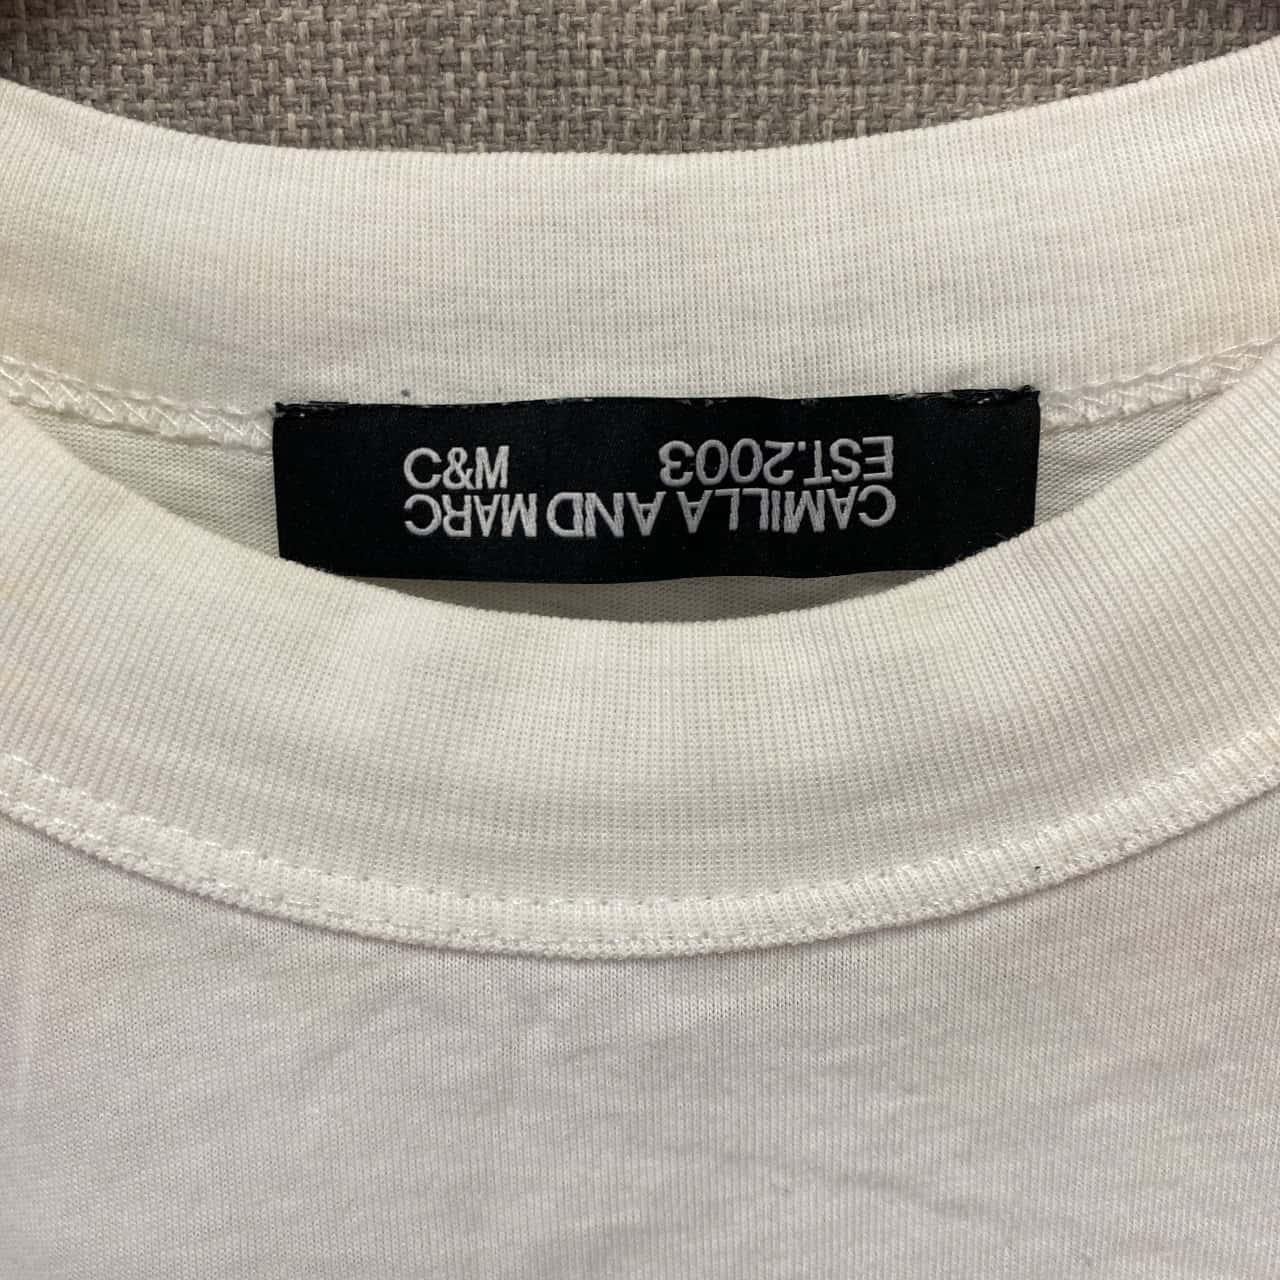 C&M
CAMILLA AND MARC
EST.2003